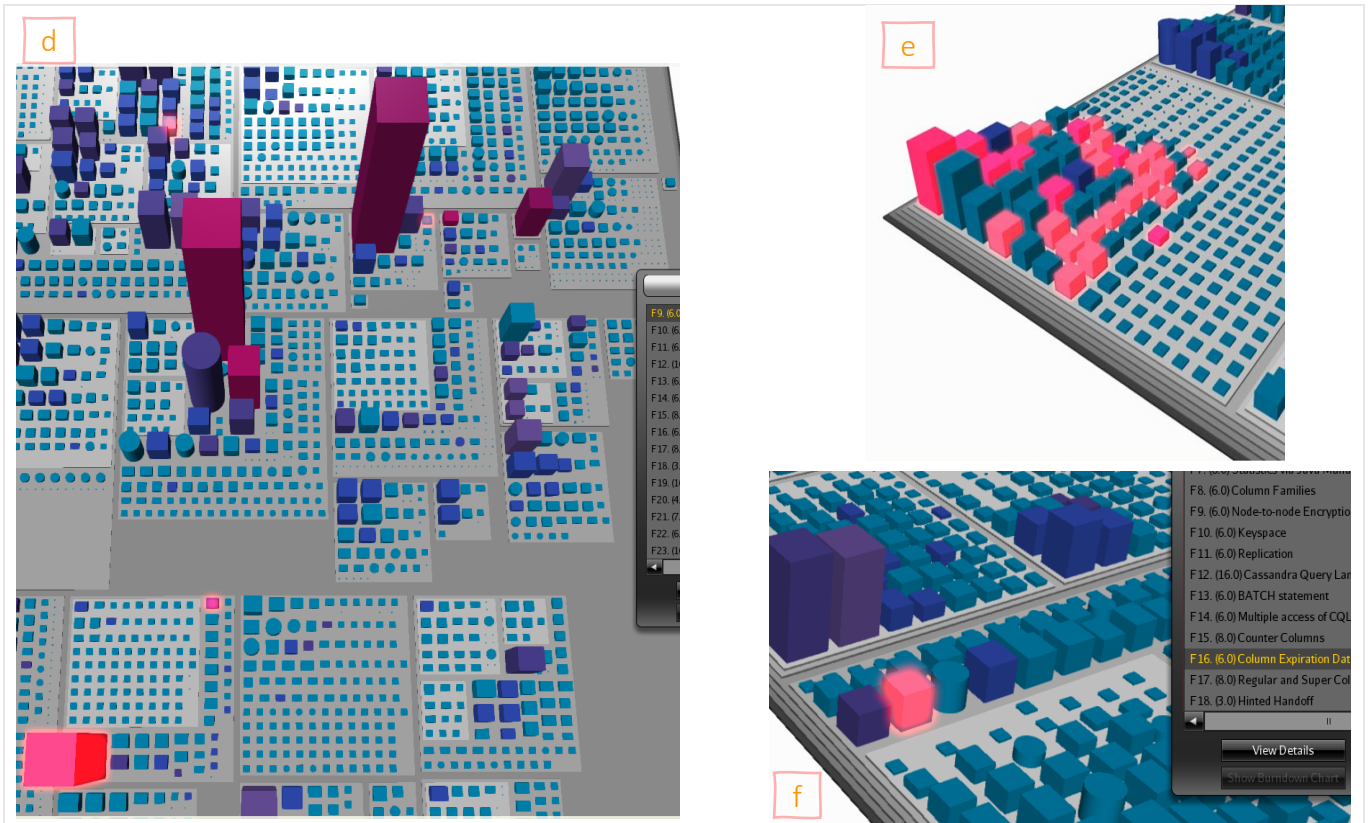 d
F9. (6.0
F10. (6.
F11. (6.
F12. (10
F13. (6.
F14. (6.
F15. (8.
F16. (6.
F17. (8.
F18. (3.
F19. (10
F20. (4.
F21. (7.
F22. (6.
F23. (10
e
F8. (6.0) Column Families
F9. (6.0) Node-to-node Encryptio
F10. (6.0) Keyspace
F11. (6.0) Replication
F12. (16.0) Cassandra Query Lan
F13. (6.0) BATCH statement
F14. (6.0) Multiple access of CQL
F15. (8.0) Counter Columns
F16. (6.0) Column Expiration Dat
F17. (8.0) Regular and Super Col
F18. (3.0) Hinted Handoff
View Details
Show Burndown Chart
f